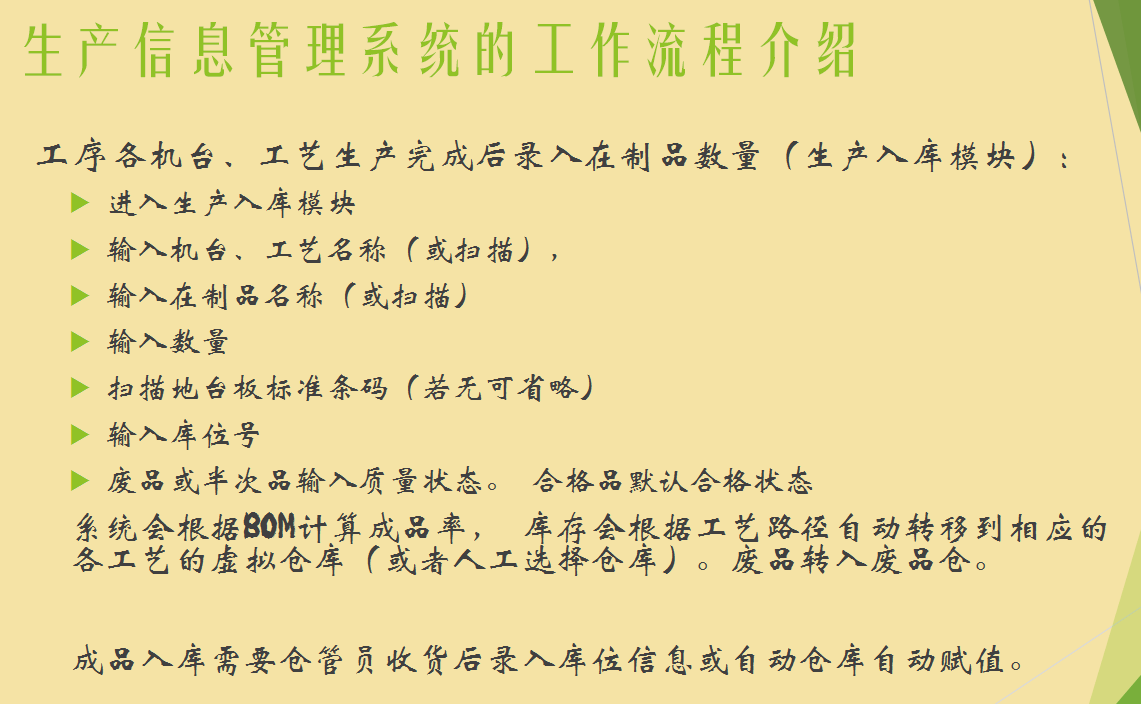 生产信息管理系统的工作流程介绍
工序各机台、工艺生产完成后录入在制品数量（生产入库模块）：
进入生产入库模块
输入机台、工艺名称（或扫描），
输入在制品名称（或扫描）
输入数量
扫描地台板标准条码（若无可省略）
输入库位号
废品或半次品输入质量状态。 合格品默认合格状态
系统会根据BOM计算成品率， 库存会根据工艺路径自动转移到相应的
各工艺的虚拟仓库（或者人工选择仓库）。废品转入废品仓。
成品入库需要仓管员收货后录入库位信息或自动仓库自动赋值。